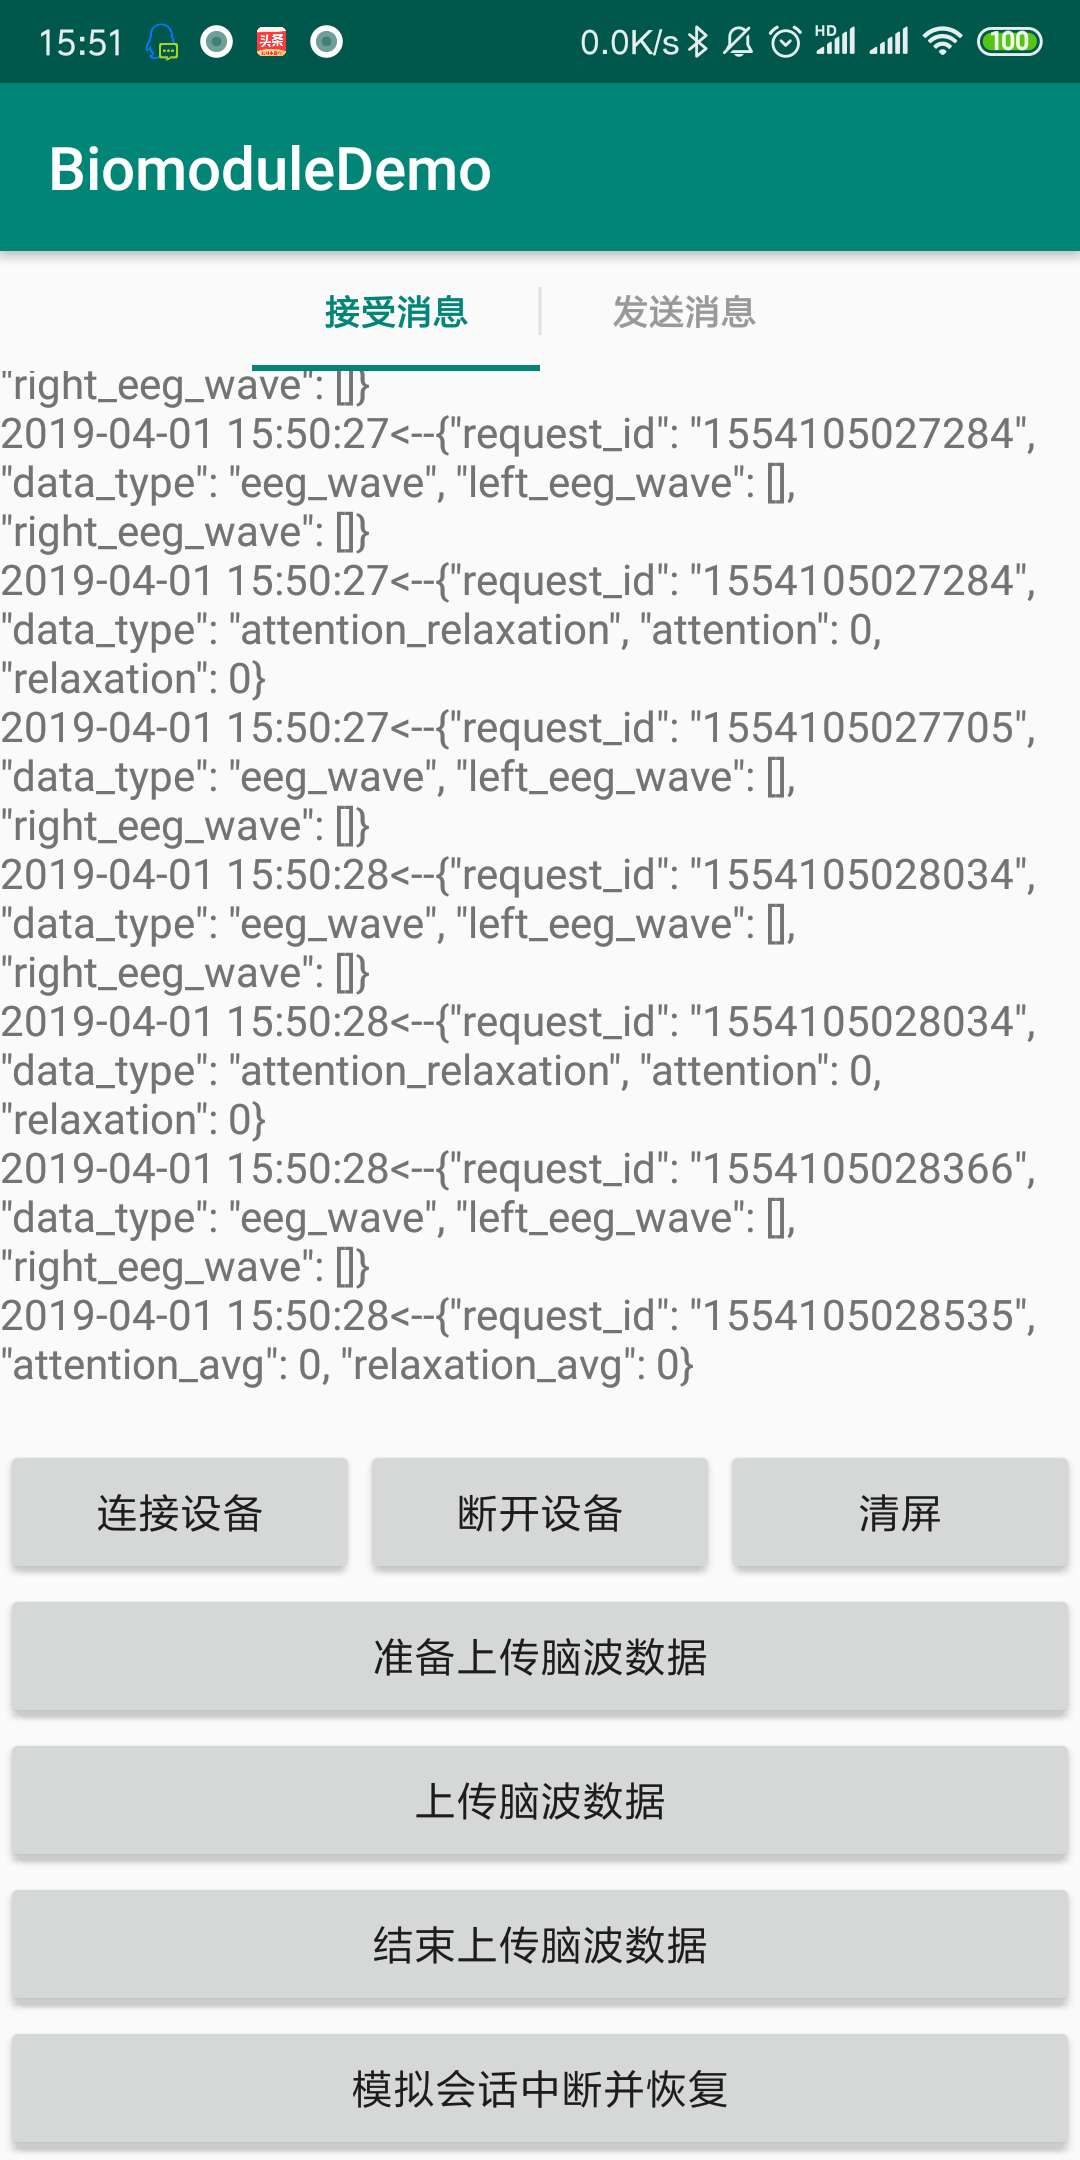 15:51 头条 0.0K/s HD 100
BiomoduleDemo
接受消息 发送消息
"right_eeg_wave": []}
2019-04-01 15:50:27<--{"request_id": "1554105027284",
"data_type": "eeg_wave", "left_eeg_wave": [],
"right_eeg_wave": []}
2019-04-01 15:50:27<--{"request_id": "1554105027284",
"data_type": "attention_relaxation", "attention": 0,
"relaxation": 0}
2019-04-01 15:50:27<--{"request_id": "1554105027705",
"data_type": "eeg_wave", "left_eeg_wave": [],
"right_eeg_wave": []}
2019-04-01 15:50:28<--{"request_id": "1554105028034",
"data_type": "eeg_wave", "left_eeg_wave": [],
"right_eeg_wave": []}
2019-04-01 15:50:28<--{"request_id": "1554105028034",
"data_type": "attention_relaxation", "attention": 0,
"relaxation": 0}
2019-04-01 15:50:28<--{"request_id": "1554105028366",
"data_type": "eeg_wave", "left_eeg_wave": [],
"right_eeg_wave": []}
2019-04-01 15:50:28<--{"request_id": "1554105028535",
"attention_avg": 0, "relaxation_avg": 0}
连接设备 断开设备 清屏
准备上传脑波数据
上传脑波数据
结束上传脑波数据
模拟会话中断并恢复